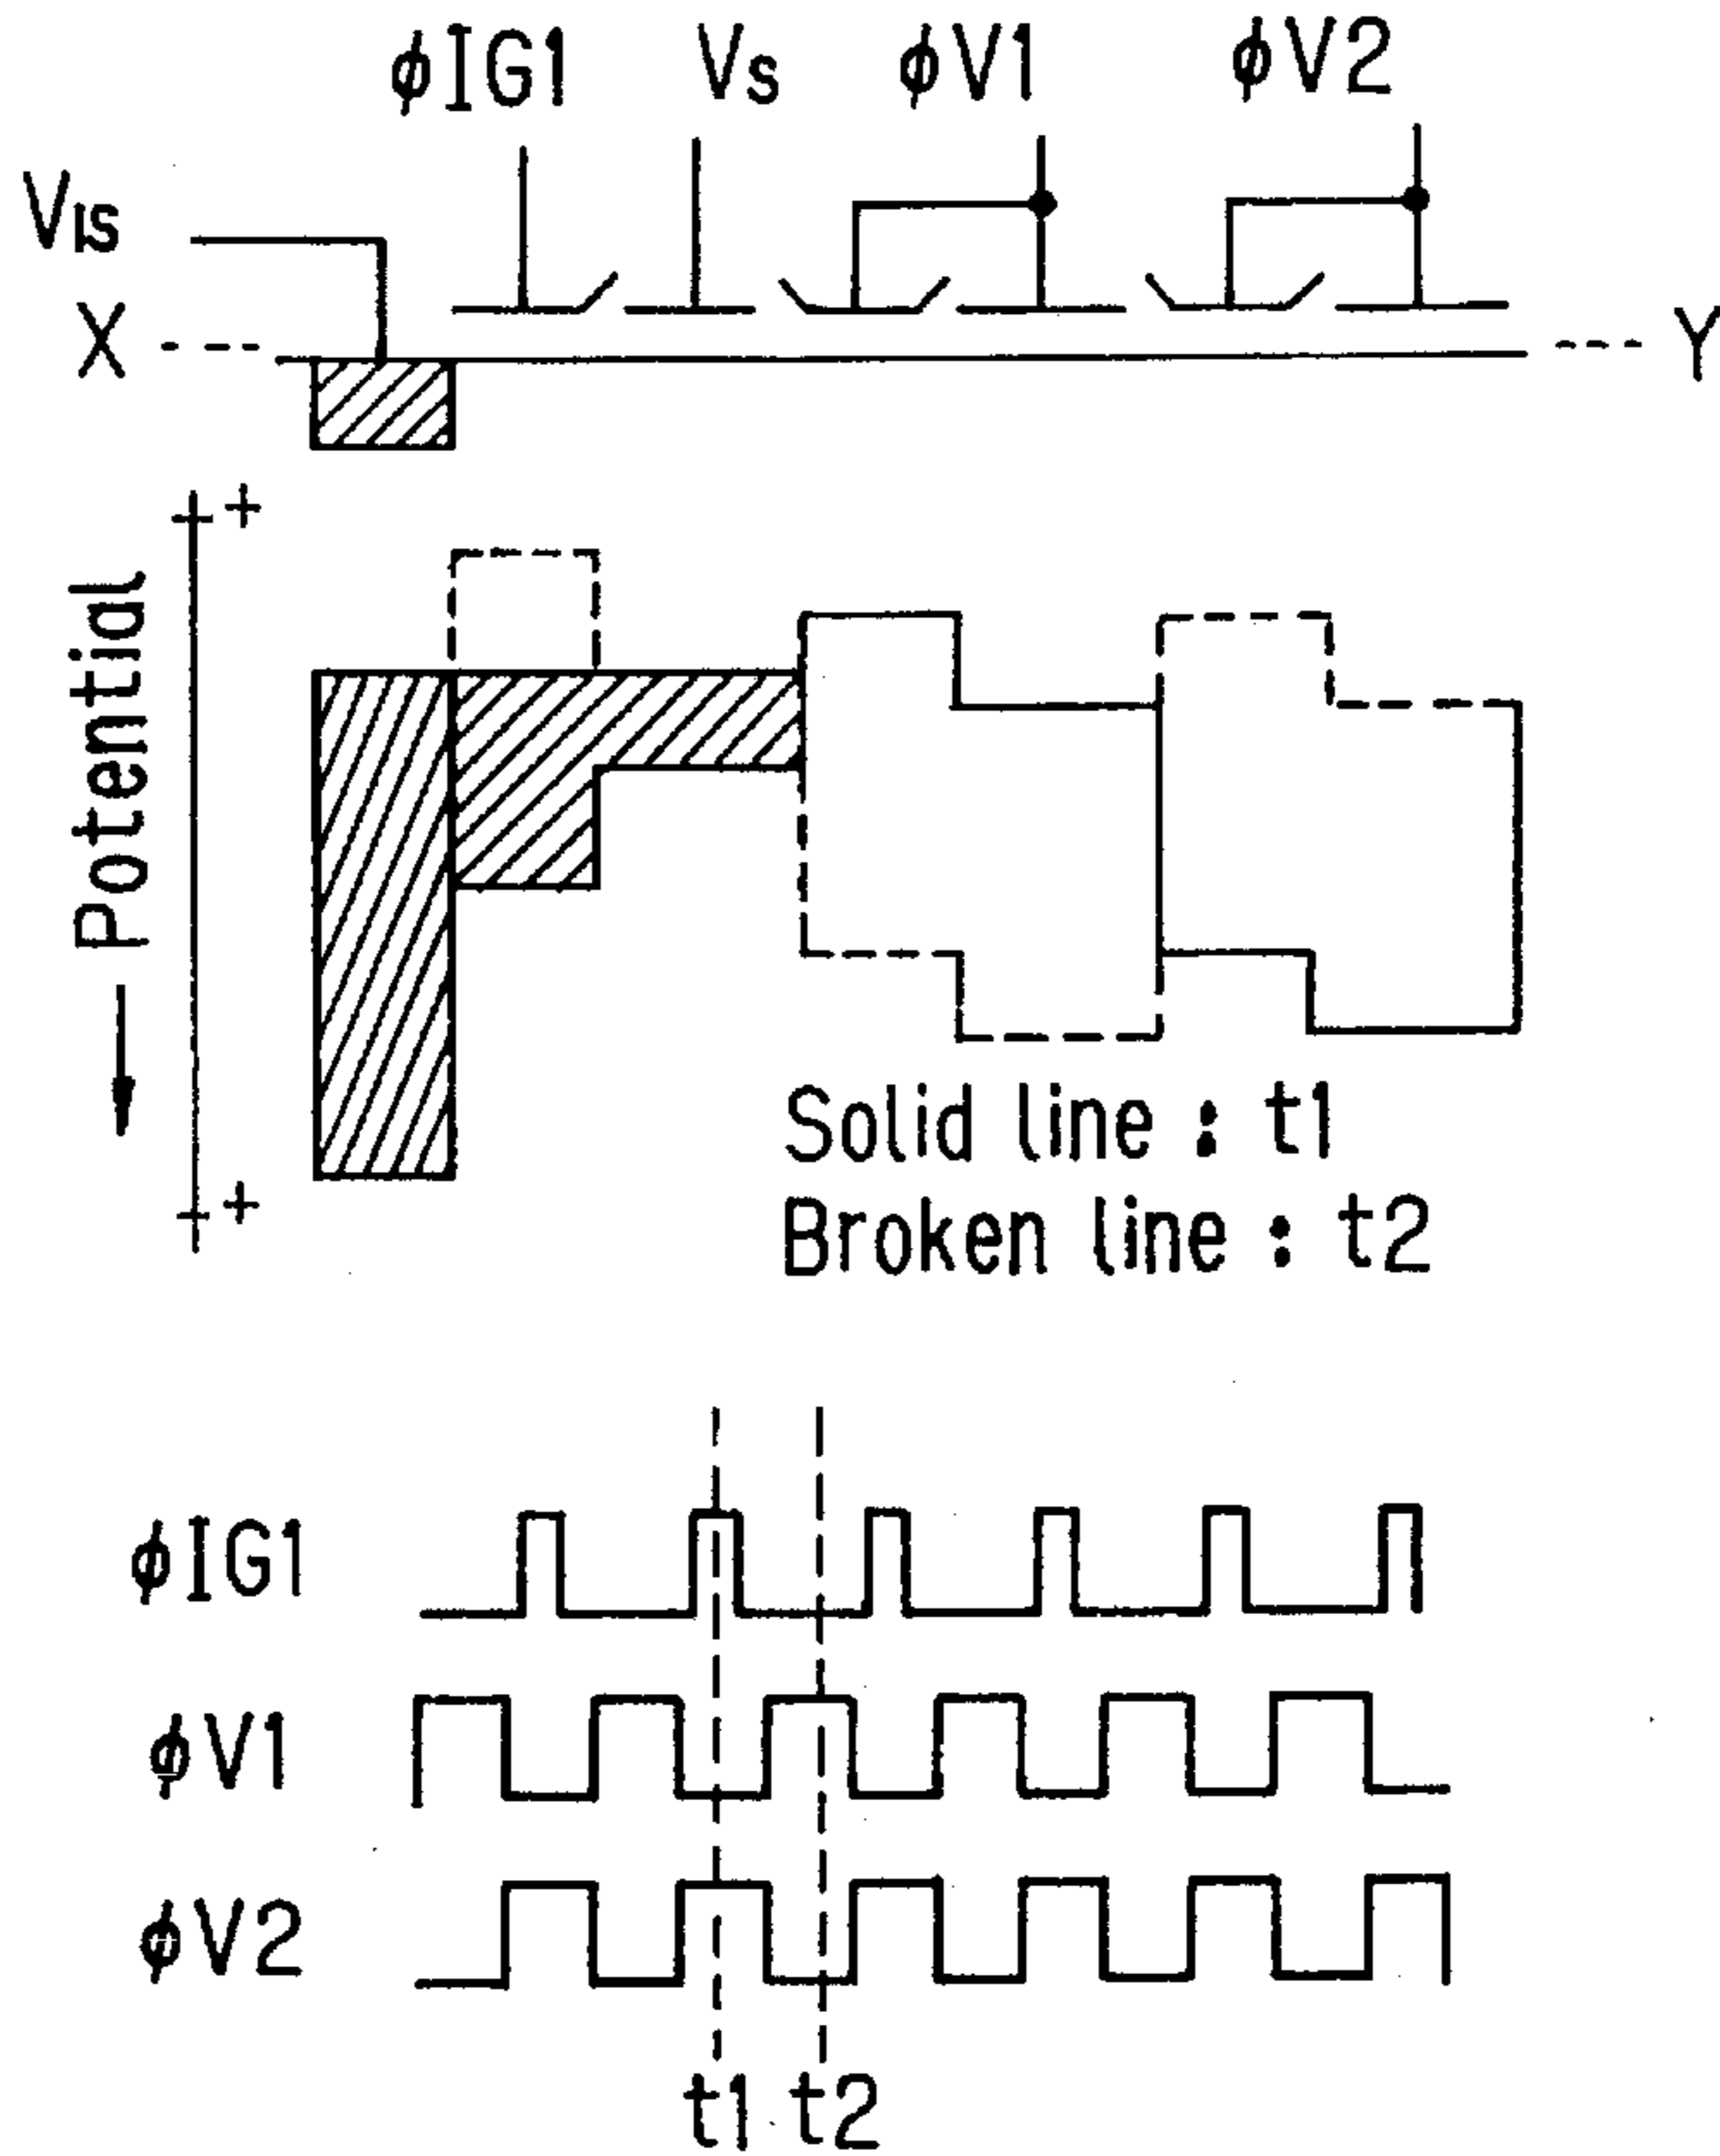 φIG1 Vs φV1 φV2
VIS
X Y
+
Potential
+
Solid line : t1
Broken line : t2
φIG1
φV1
φV2
t1 t2